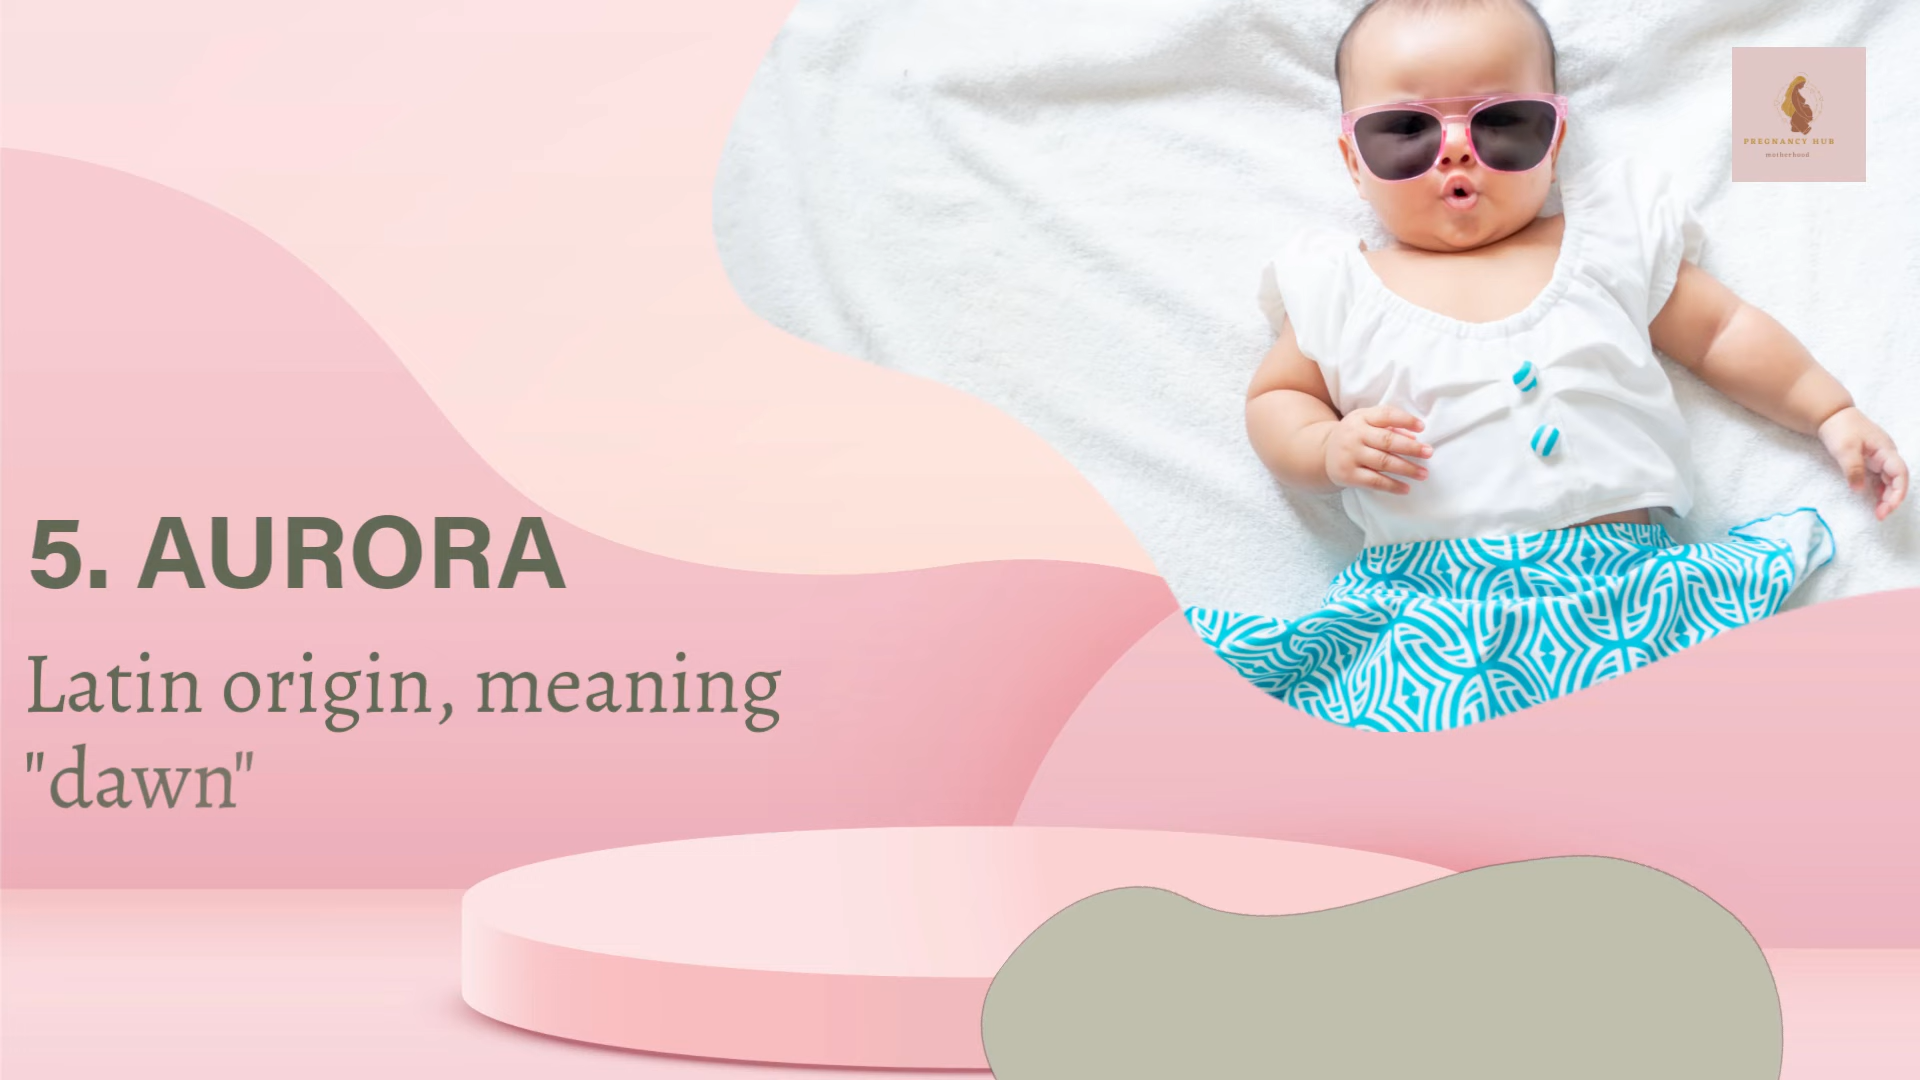 5. AURORA
Latin origin, meaning
"dawn"
PREGNANCY HUB
motherhood